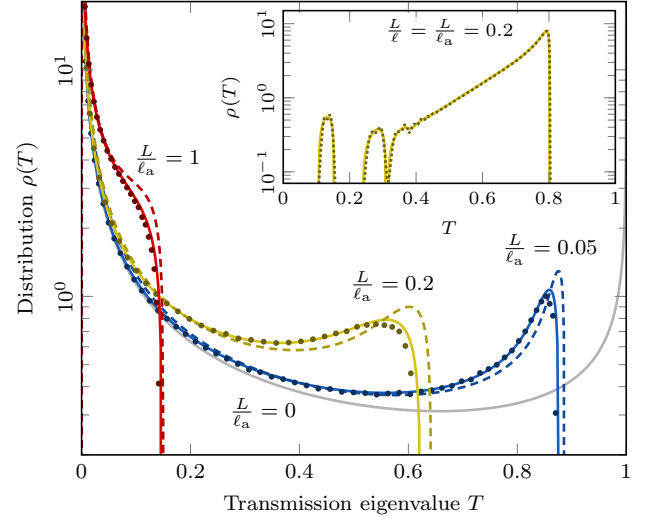 L/ℓ = L/ℓa = 0.2
ρ(T)
10^1
10^0
10^−1
0 0.2 0.4 0.6 0.8 1
T
Distribution ρ(T)
10^1
10^0
L/ℓa = 1
L/ℓa = 0.05
L/ℓa = 0.2
L/ℓa = 0
0 0.2 0.4 0.6 0.8 1
Transmission eigenvalue T